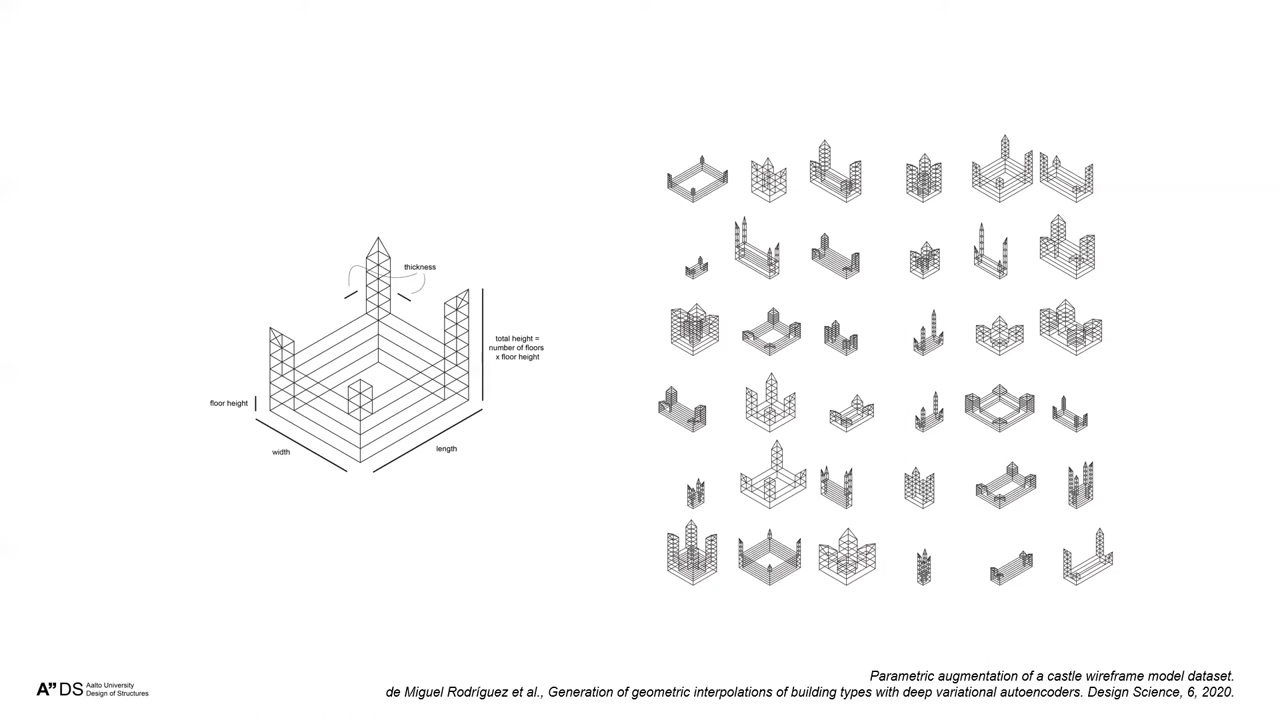 thickness
total height =
number of floors
x floor height
floor height
width
length
A” DS Aalto University
Design of Structures
Parametric augmentation of a castle wireframe model dataset.
de Miguel Rodríguez et al., Generation of geometric interpolations of building types with deep variational autoencoders. Design Science, 6, 2020.